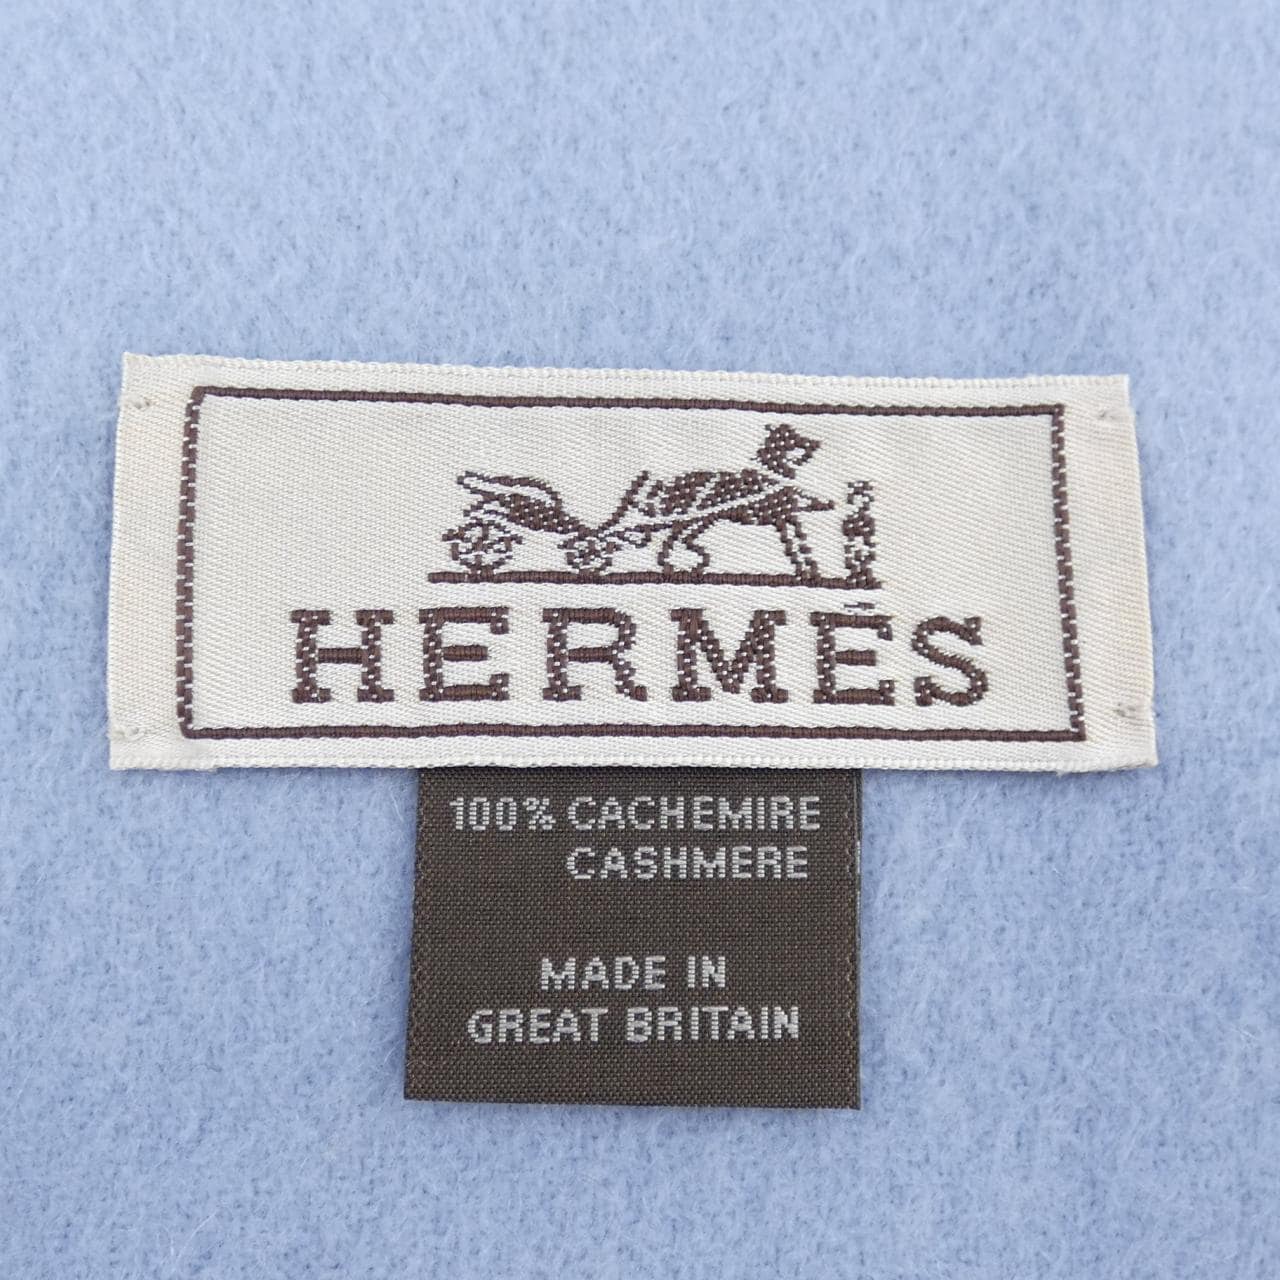 HERMÈS
100% CACHEMIRE
CASHMERE
MADE IN
GREAT BRITAIN